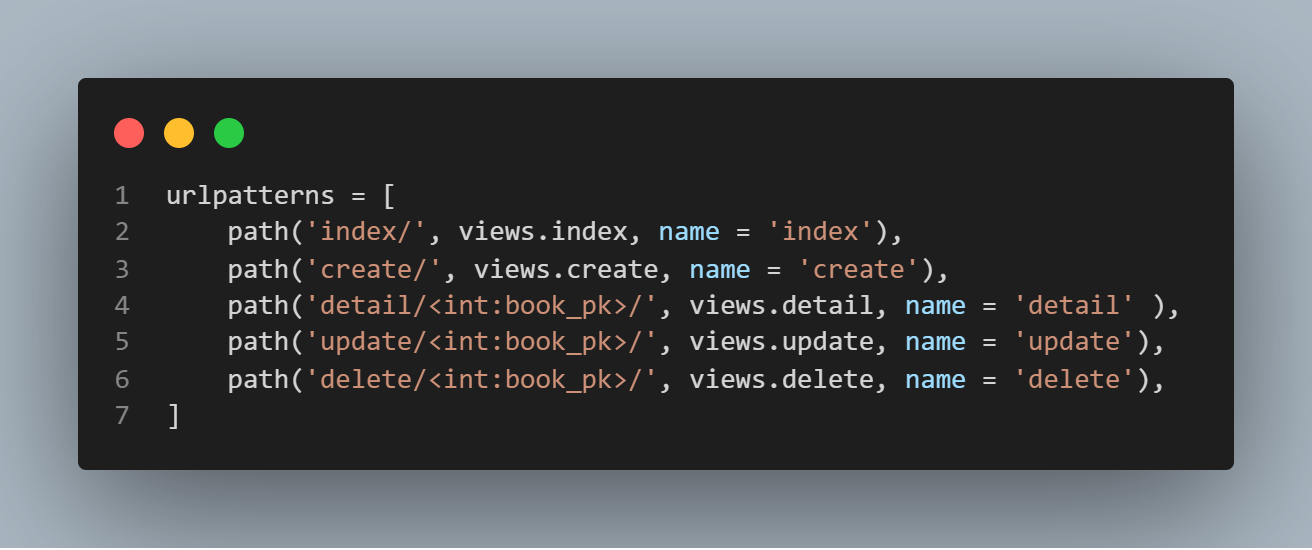 1 urlpatterns = [
2     path('index/', views.index, name = 'index'),
3     path('create/', views.create, name = 'create'),
4     path('detail/<int:book_pk>/', views.detail, name = 'detail' ),
5     path('update/<int:book_pk>/', views.update, name = 'update'),
6     path('delete/<int:book_pk>/', views.delete, name = 'delete'),
7 ]